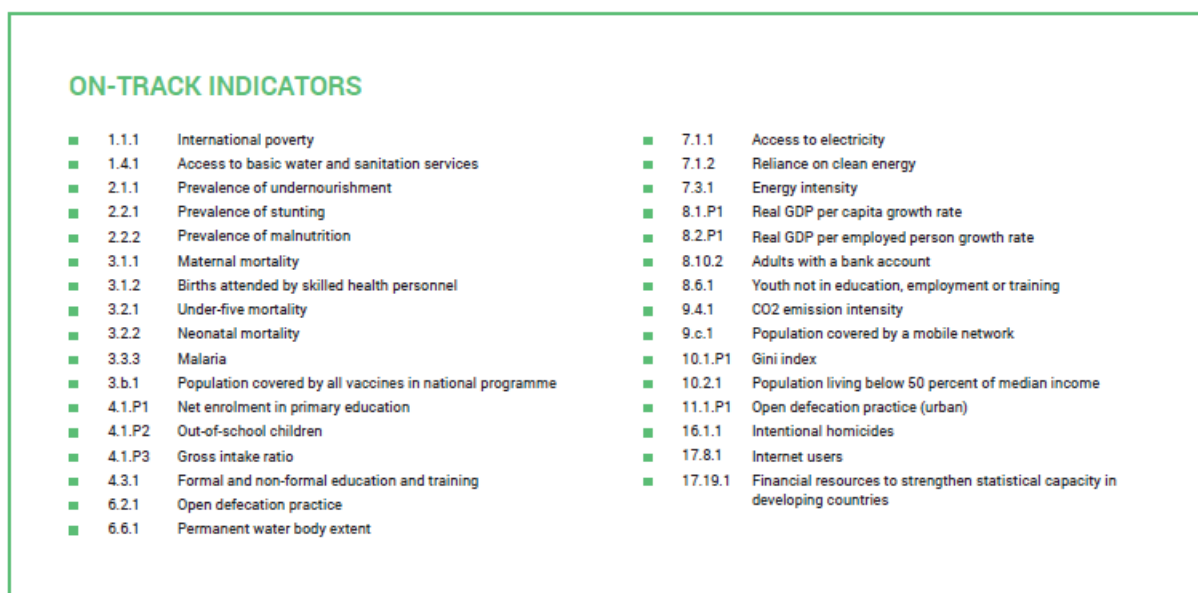 ON-TRACK INDICATORS
1.1.1 International poverty
1.4.1 Access to basic water and sanitation services
2.1.1 Prevalence of undernourishment
2.2.1 Prevalence of stunting
2.2.2 Prevalence of malnutrition
3.1.1 Maternal mortality
3.1.2 Births attended by skilled health personnel
3.2.1 Under-five mortality
3.2.2 Neonatal mortality
3.3.3 Malaria
3.b.1 Population covered by all vaccines in national programme
4.1.P1 Net enrolment in primary education
4.1.P2 Out-of-school children
4.1.P3 Gross intake ratio
4.3.1 Formal and non-formal education and training
6.2.1 Open defecation practice
6.6.1 Permanent water body extent
7.1.1 Access to electricity
7.1.2 Reliance on clean energy
7.3.1 Energy intensity
8.1.P1 Real GDP per capita growth rate
8.2.P1 Real GDP per employed person growth rate
8.10.2 Adults with a bank account
8.6.1 Youth not in education, employment or training
9.4.1 CO2 emission intensity
9.c.1 Population covered by a mobile network
10.1.P1 Gini index
10.2.1 Population living below 50 percent of median income
11.1.P1 Open defecation practice (urban)
16.1.1 Intentional homicides
17.8.1 Internet users
17.19.1 Financial resources to strengthen statistical capacity in
developing countries